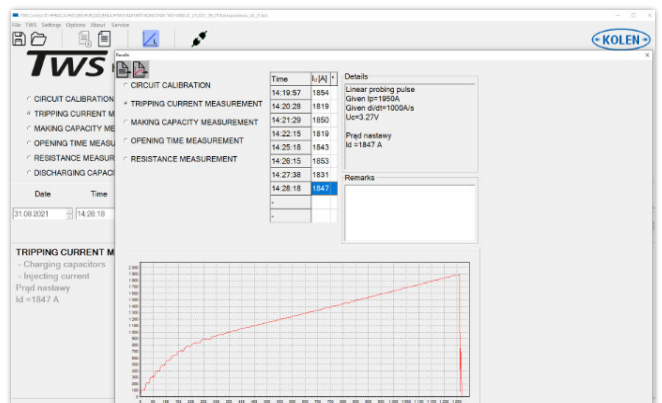 File TWS Settings Options About Service
KOLEN
TWS
Results
CIRCUIT CALIBRATION
TRIPPING CURRENT M
MAKING CAPACITY ME
OPENING TIME MEASU
RESISTANCE MEASUR
DISCHARGING CAPACI
Date Time
31.08.2021 14:28:18
TRIPPING CURRENT M
- Charging capacitors
- Injecting current
Prąd nastawy
Id =1847 A
CIRCUIT CALIBRATION
TRIPPING CURRENT MEASUREMENT
MAKING CAPACITY MEASUREMENT
OPENING TIME MEASUREMENT
RESISTANCE MEASUREMENT
Time Id [A] *
14:19:57 1854
14:20:28 1819
14:21:29 1850
14:22:15 1819
14:25:18 1843
14:26:15 1853
14:27:38 1831
14:28:18 1847
Details
Linear probing pulse
Given Ip=1950A
Given di/dt=1000A/s
Uc=3.27V
Prąd nastawy
Id =1847 A
Remarks